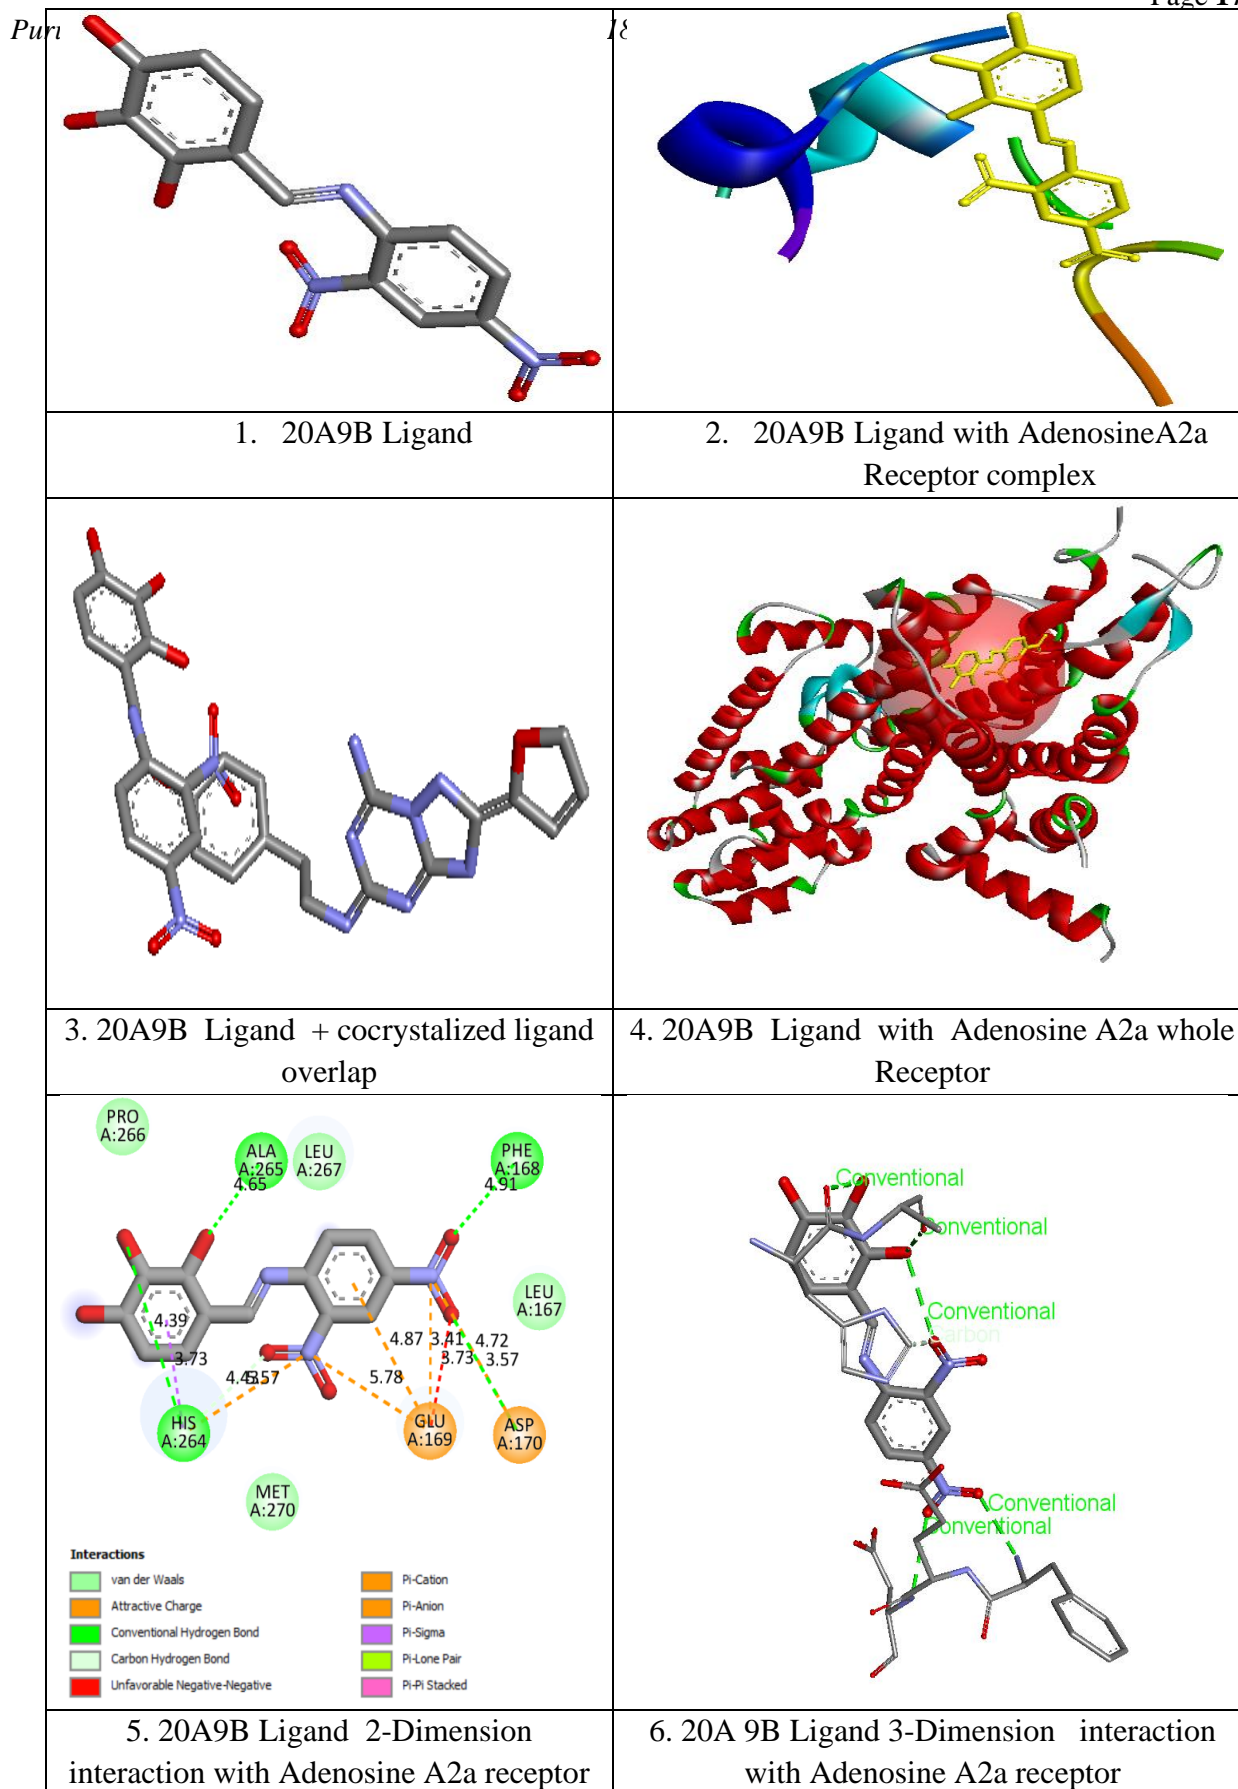 Page 17
Puri
18
1. 20A9B Ligand
2. 20A9B Ligand with AdenosineA2a
Receptor complex
3. 20A9B Ligand + cocrystalized ligand
overlap
4. 20A9B Ligand with Adenosine A2a whole
Receptor
PRO
A:266
ALA
A:265
LEU
A:267
PHE
A:168
4.65
4.91
LEU
A:167
4.39
3.73
4.87
3.41
4.72
3.73
3.57
5.78
HIS
A:264
GLU
A:169
ASP
A:170
MET
A:270
Interactions
van der Waals
Attractive Charge
Conventional Hydrogen Bond
Carbon Hydrogen Bond
Unfavorable Negative-Negative
Pi-Cation
Pi-Anion
Pi-Sigma
Pi-Lone Pair
Pi-Pi Stacked
Conventional
Conventional
Conventional
Carbon
Conventional
Conventional
5. 20A9B Ligand 2-Dimension
interaction with Adenosine A2a receptor
6. 20A 9B Ligand 3-Dimension interaction
with Adenosine A2a receptor